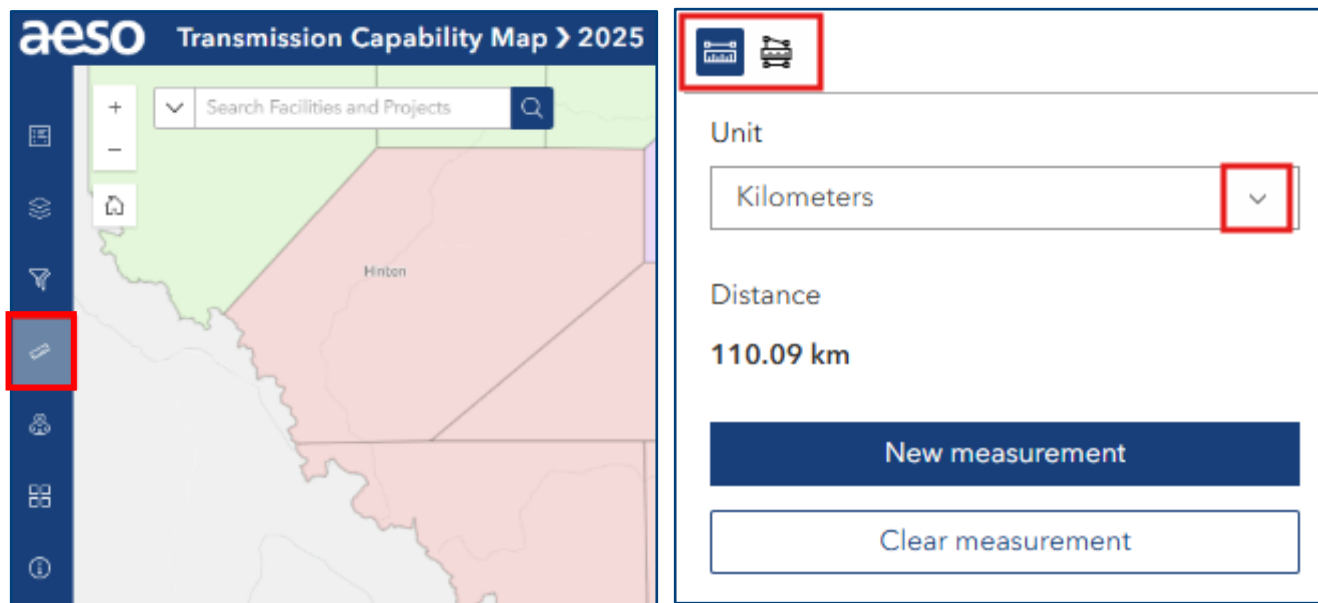 aeso Transmission Capability Map > 2025
Search Facilities and Projects
Hinton
Unit
Kilometers
Distance
110.09 km
New measurement
Clear measurement